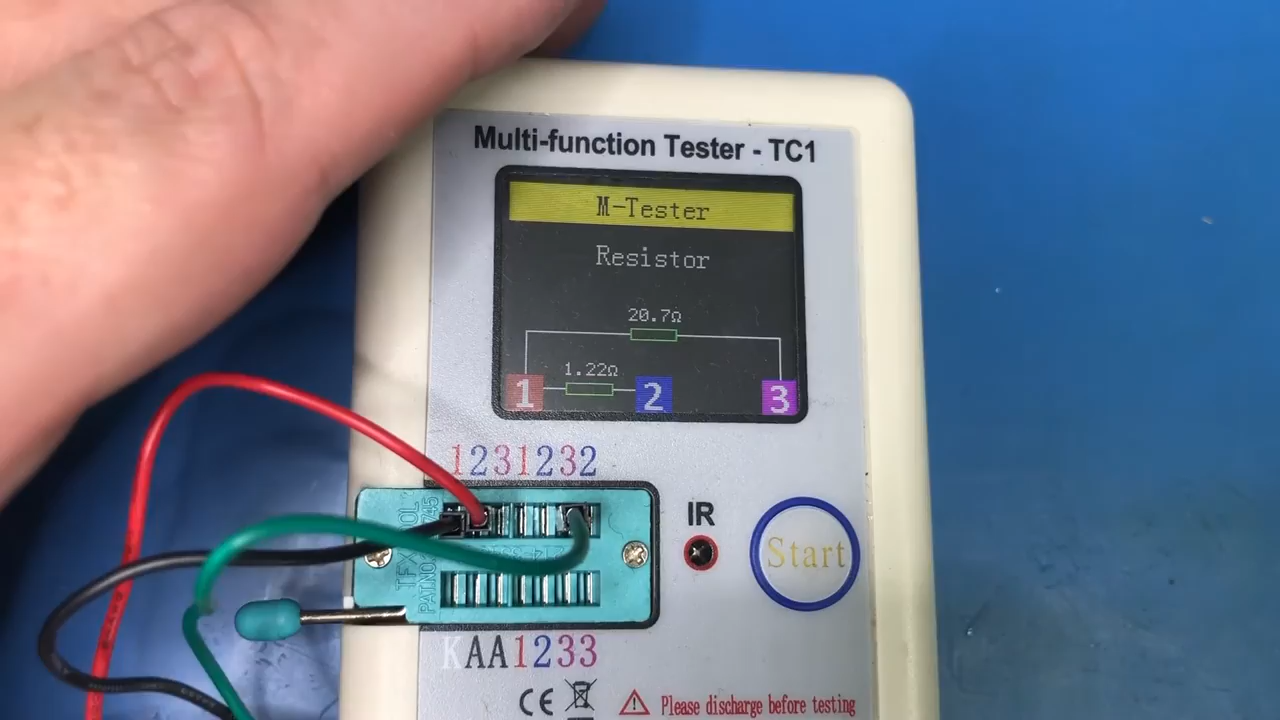 Multi-function Tester - TC1
M-Tester
Resistor
20.7Ω
1.22Ω
1 2 3
1231232
IR
Start
KAA1233
CE
Please discharge before testing